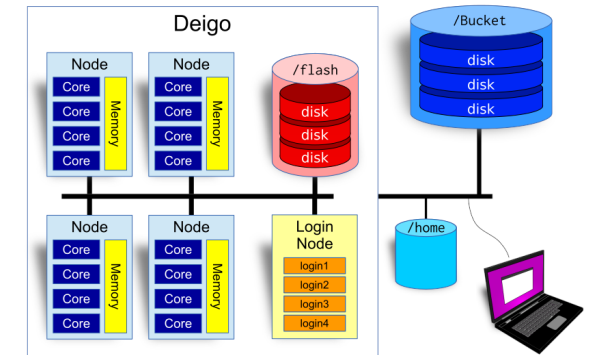 Deigo
Node
Core
Core
Core
Core
Memory
Node
Core
Core
Core
Core
Memory
/flash
disk
disk
disk
/Bucket
disk
disk
disk
Node
Core
Core
Core
Core
Memory
Node
Core
Core
Core
Core
Memory
Login
Node
login1
login2
login3
login4
/home